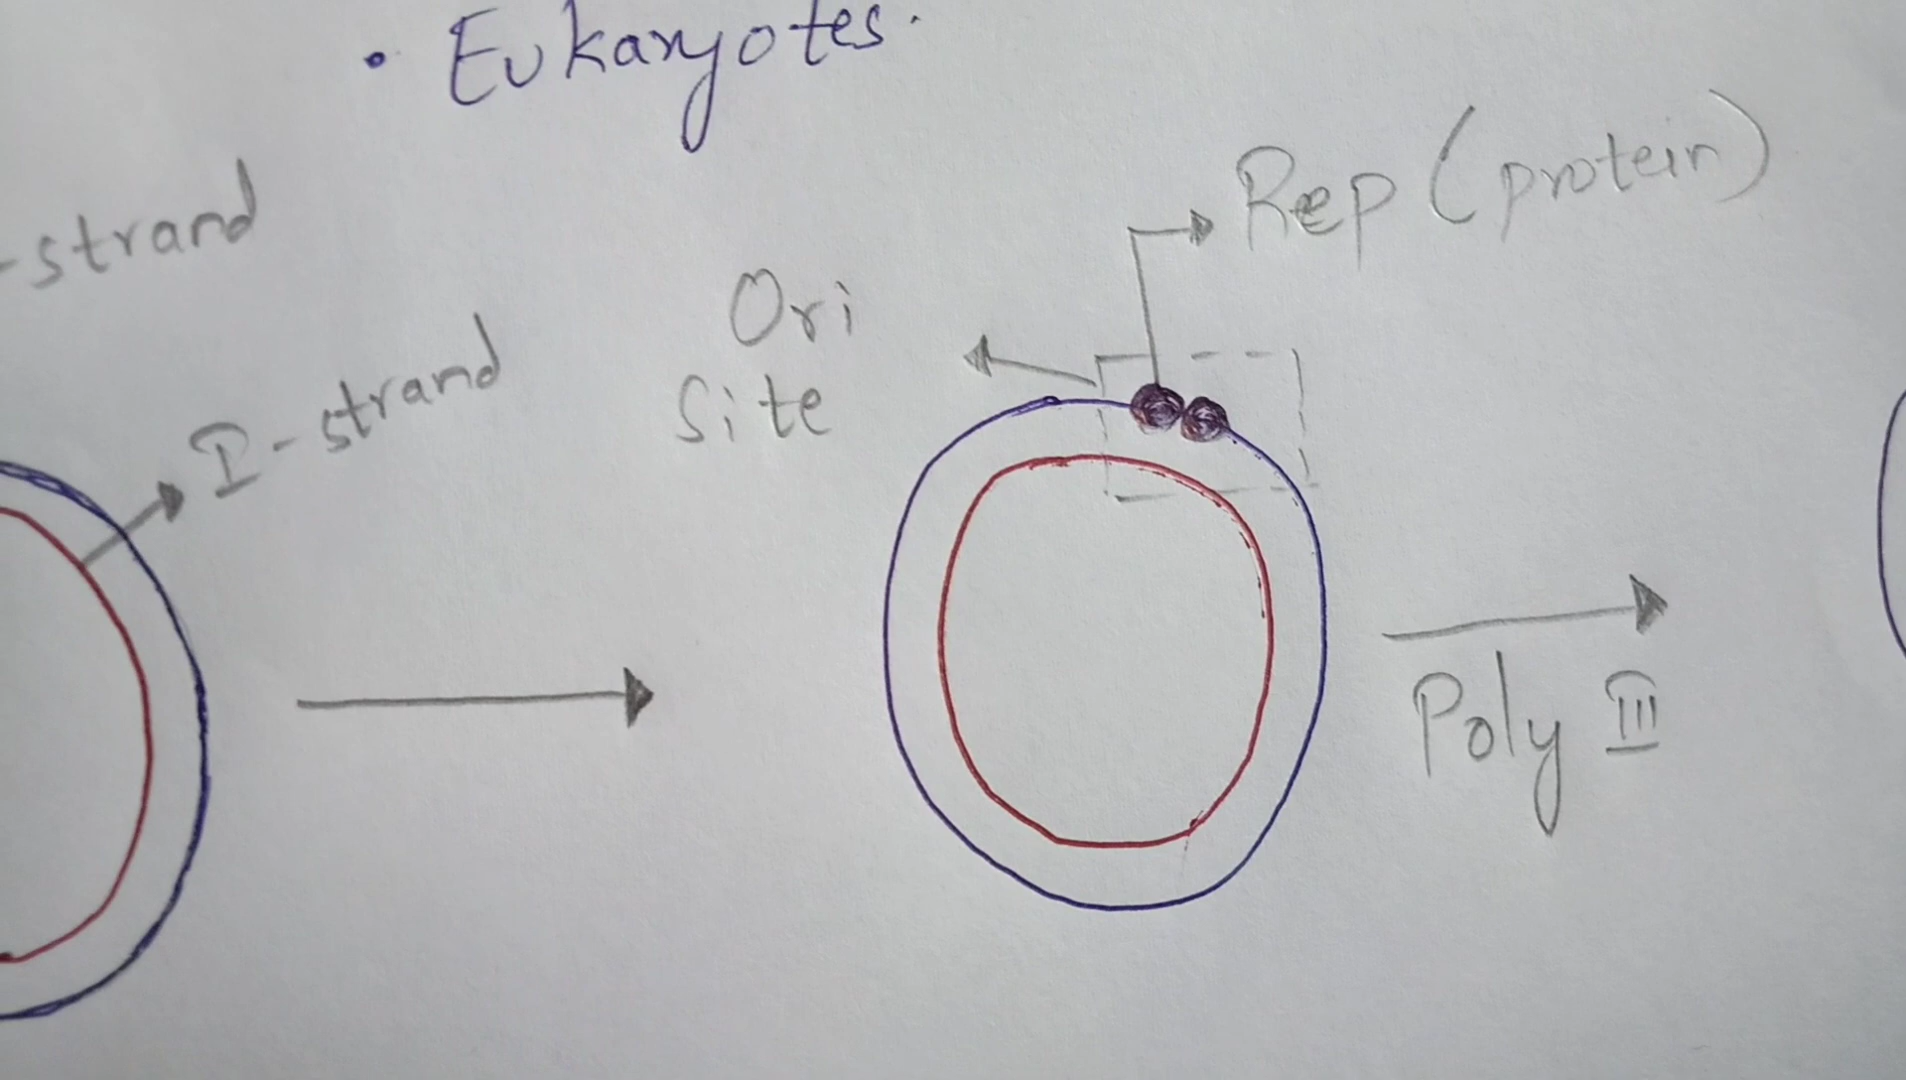 • Eukaryotes.
-strand
I-strand
Ori
Site
Rep (protein)
Poly III